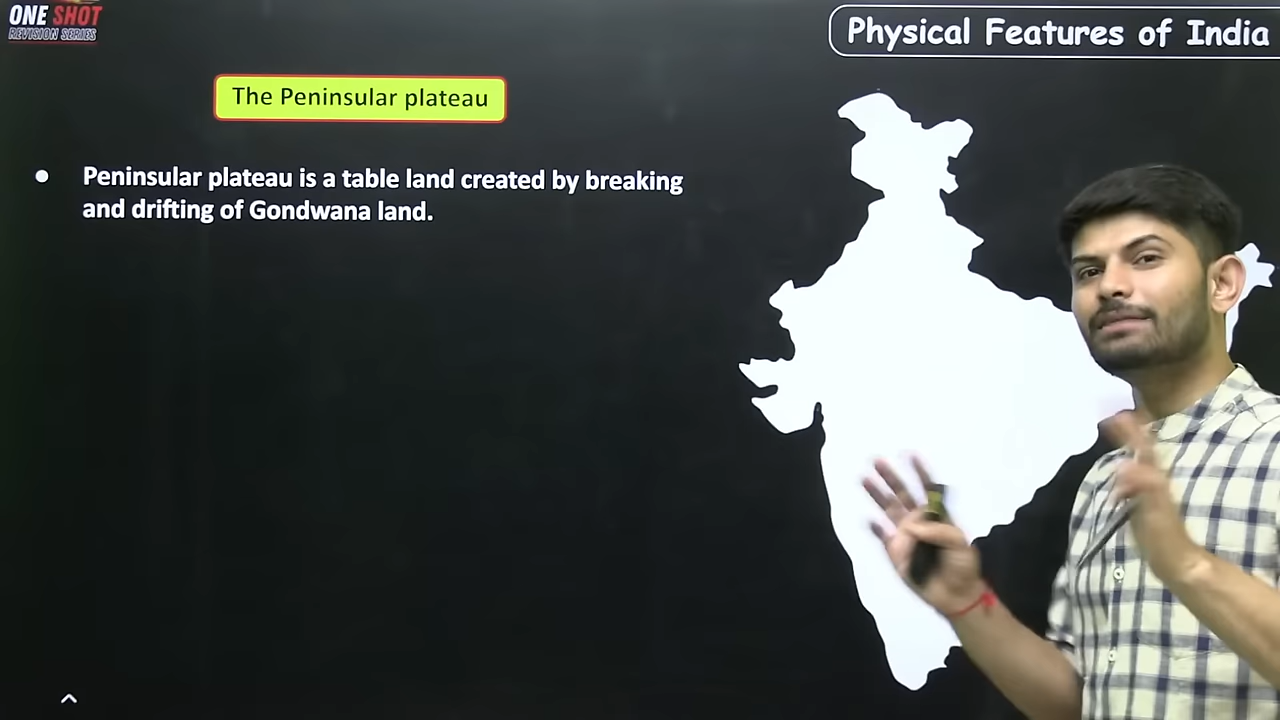 ONE SHOT
REVISION SERIES
Physical Features of India
The Peninsular plateau
● Peninsular plateau is a table land created by breaking
and drifting of Gondwana land.